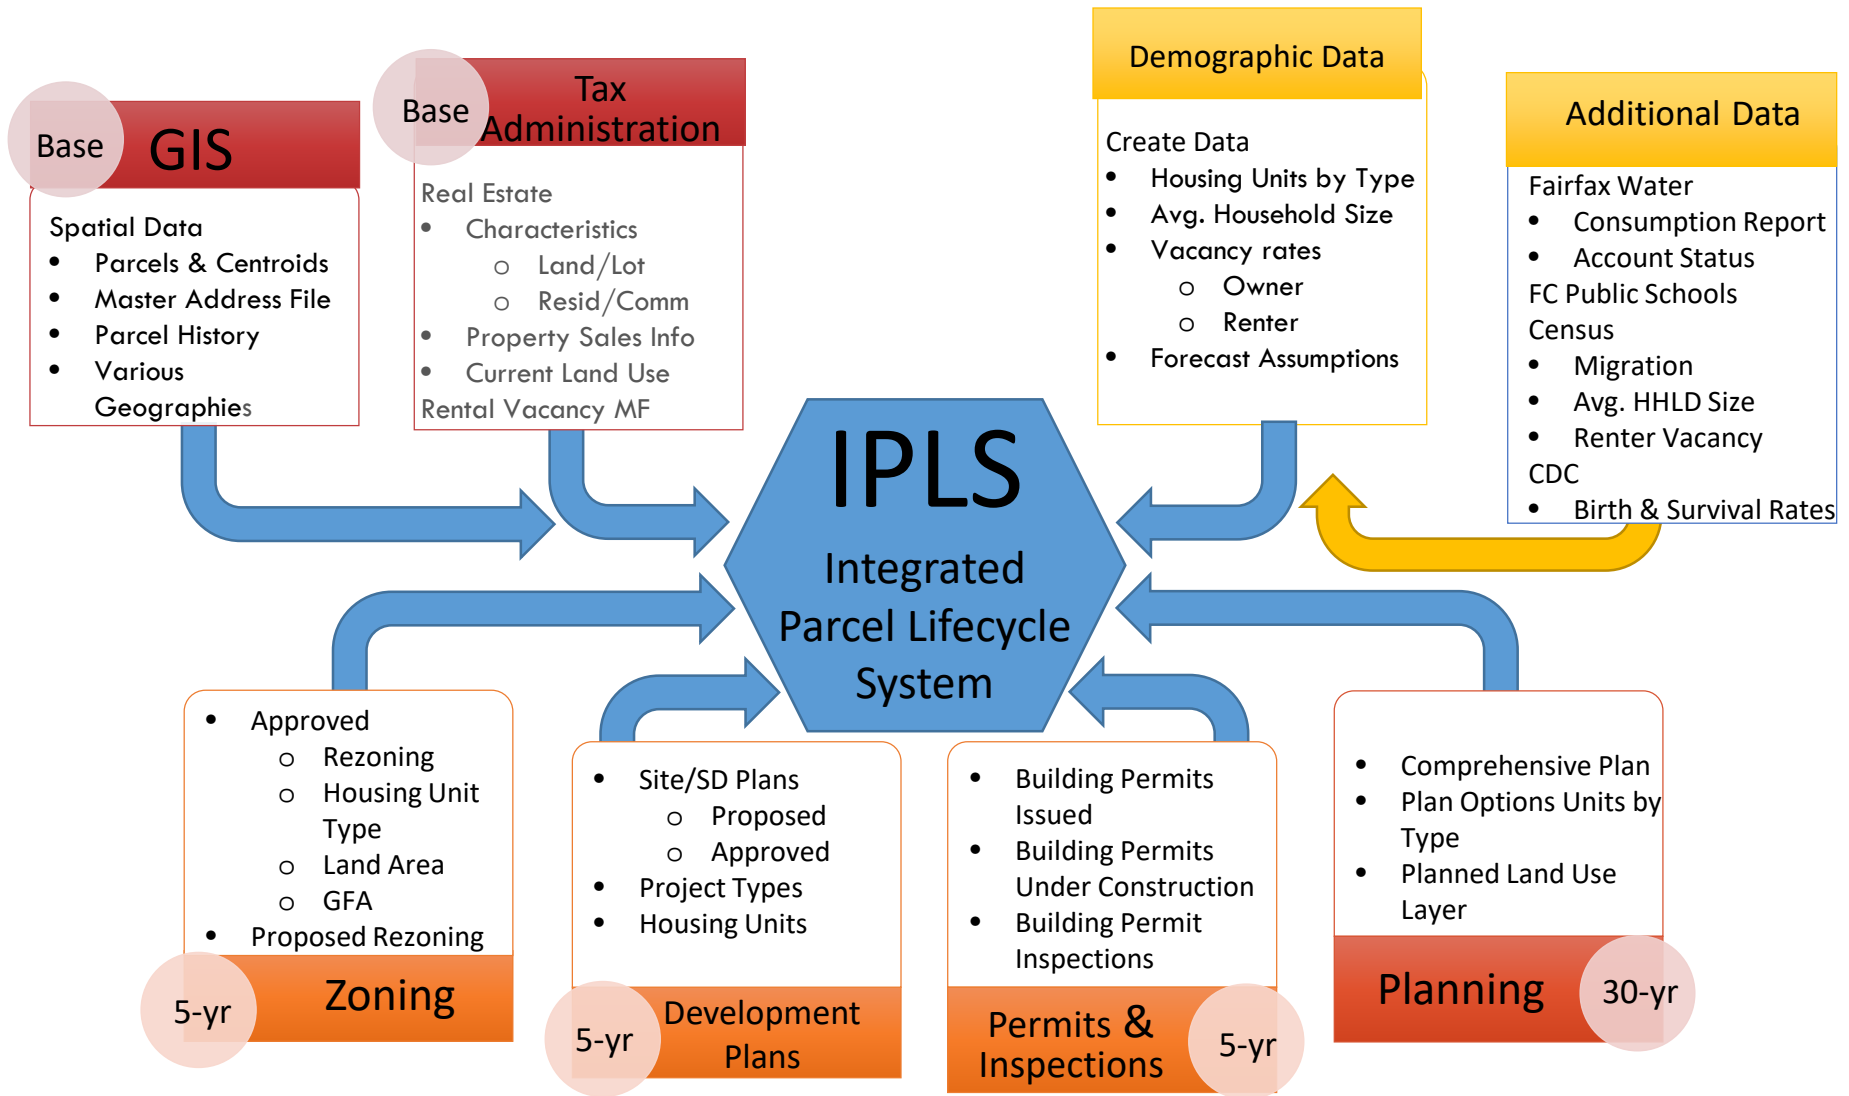 Base
GIS
Spatial Data
• Parcels & Centroids
• Master Address File
• Parcel History
• Various
Geographies
Base
Tax
Administration
Real Estate
• Characteristics
o Land/Lot
o Resid/Comm
• Property Sales Info
• Current Land Use
Rental Vacancy MF
Demographic Data
Create Data
• Housing Units by Type
• Avg. Household Size
• Vacancy rates
o Owner
o Renter
• Forecast Assumptions
Additional Data
Fairfax Water
• Consumption Report
• Account Status
FC Public Schools
Census
• Migration
• Avg. HHLD Size
• Renter Vacancy
CDC
• Birth & Survival Rates
IPLS
Integrated
Parcel Lifecycle
System
• Approved
o Rezoning
o Housing Unit
Type
o Land Area
o GFA
• Proposed Rezoning
5-yr
Zoning
• Site/SD Plans
o Proposed
o Approved
• Project Types
• Housing Units
5-yr
Development
Plans
• Building Permits
Issued
• Building Permits
Under Construction
• Building Permit
Inspections
Permits &
Inspections
5-yr
• Comprehensive Plan
• Plan Options Units by
Type
• Planned Land Use
Layer
Planning
30-yr